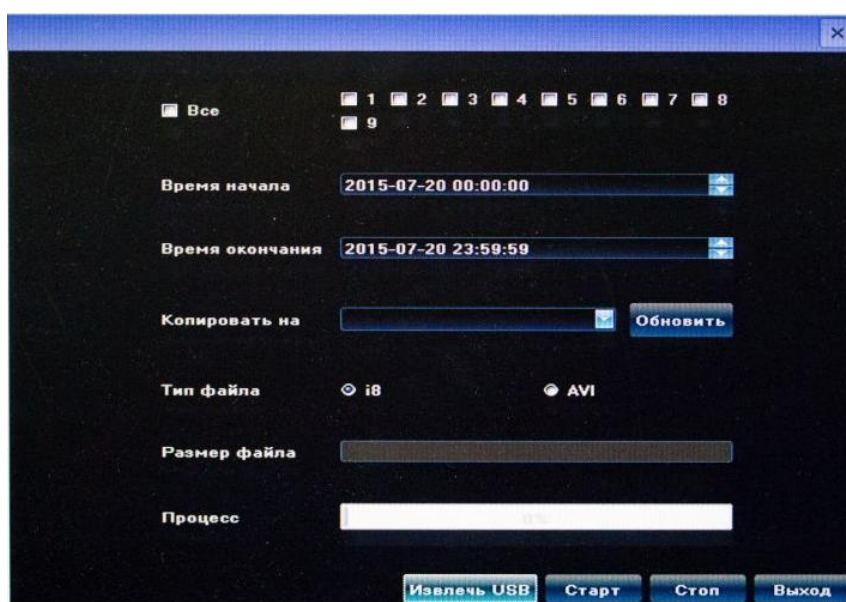 Все 1 2 3 4 5 6 7 8
9
Время начала 2015-07-20 00:00:00
Время окончания 2015-07-20 23:59:59
Копировать на Обновить
Тип файла i8 AVI
Размер файла
Процесс 0%
Извлечь USB Старт Стоп Выход